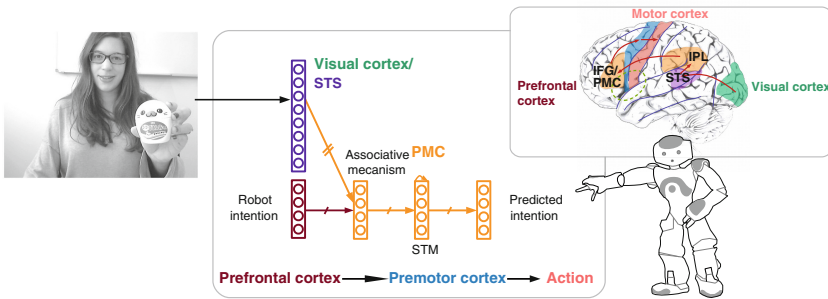 Visual cortex/
STS
Associative
mecanism
PMC
Robot
intention
STM
Predicted
intention
Prefrontal cortex
Premotor cortex
Action
Motor cortex
IFG/
PMC
IPL
STS
Prefrontal
cortex
Visual cortex